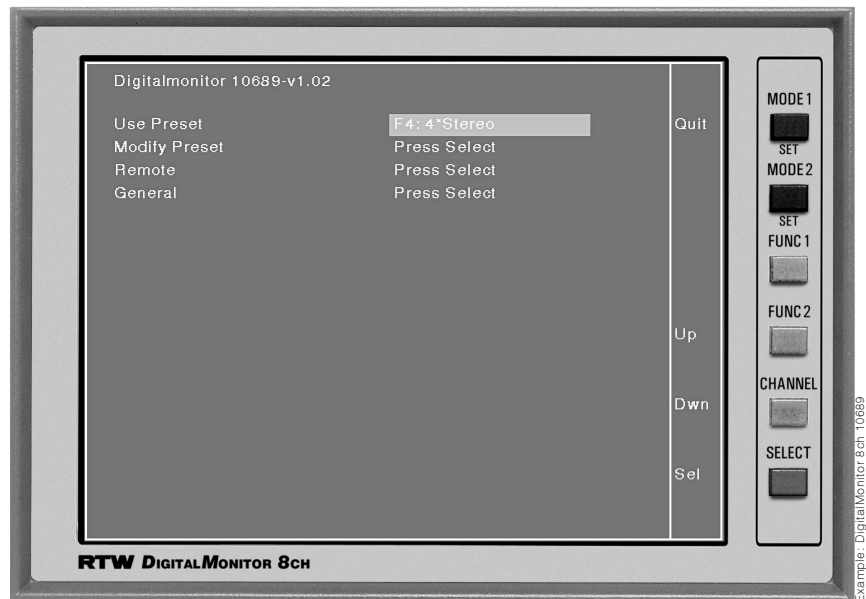 Digitalmonitor 10689-v1.02
Use Preset F4: 4*Stereo
Modify Preset Press Select
Remote Press Select
General Press Select
Quit
Up
Dwn
Sel
MODE 1
SET
MODE 2
SET
FUNC 1
FUNC 2
CHANNEL
SELECT
RTW DIGITALMONITOR 8CH
Example: DigitalMonitor 8ch 10689